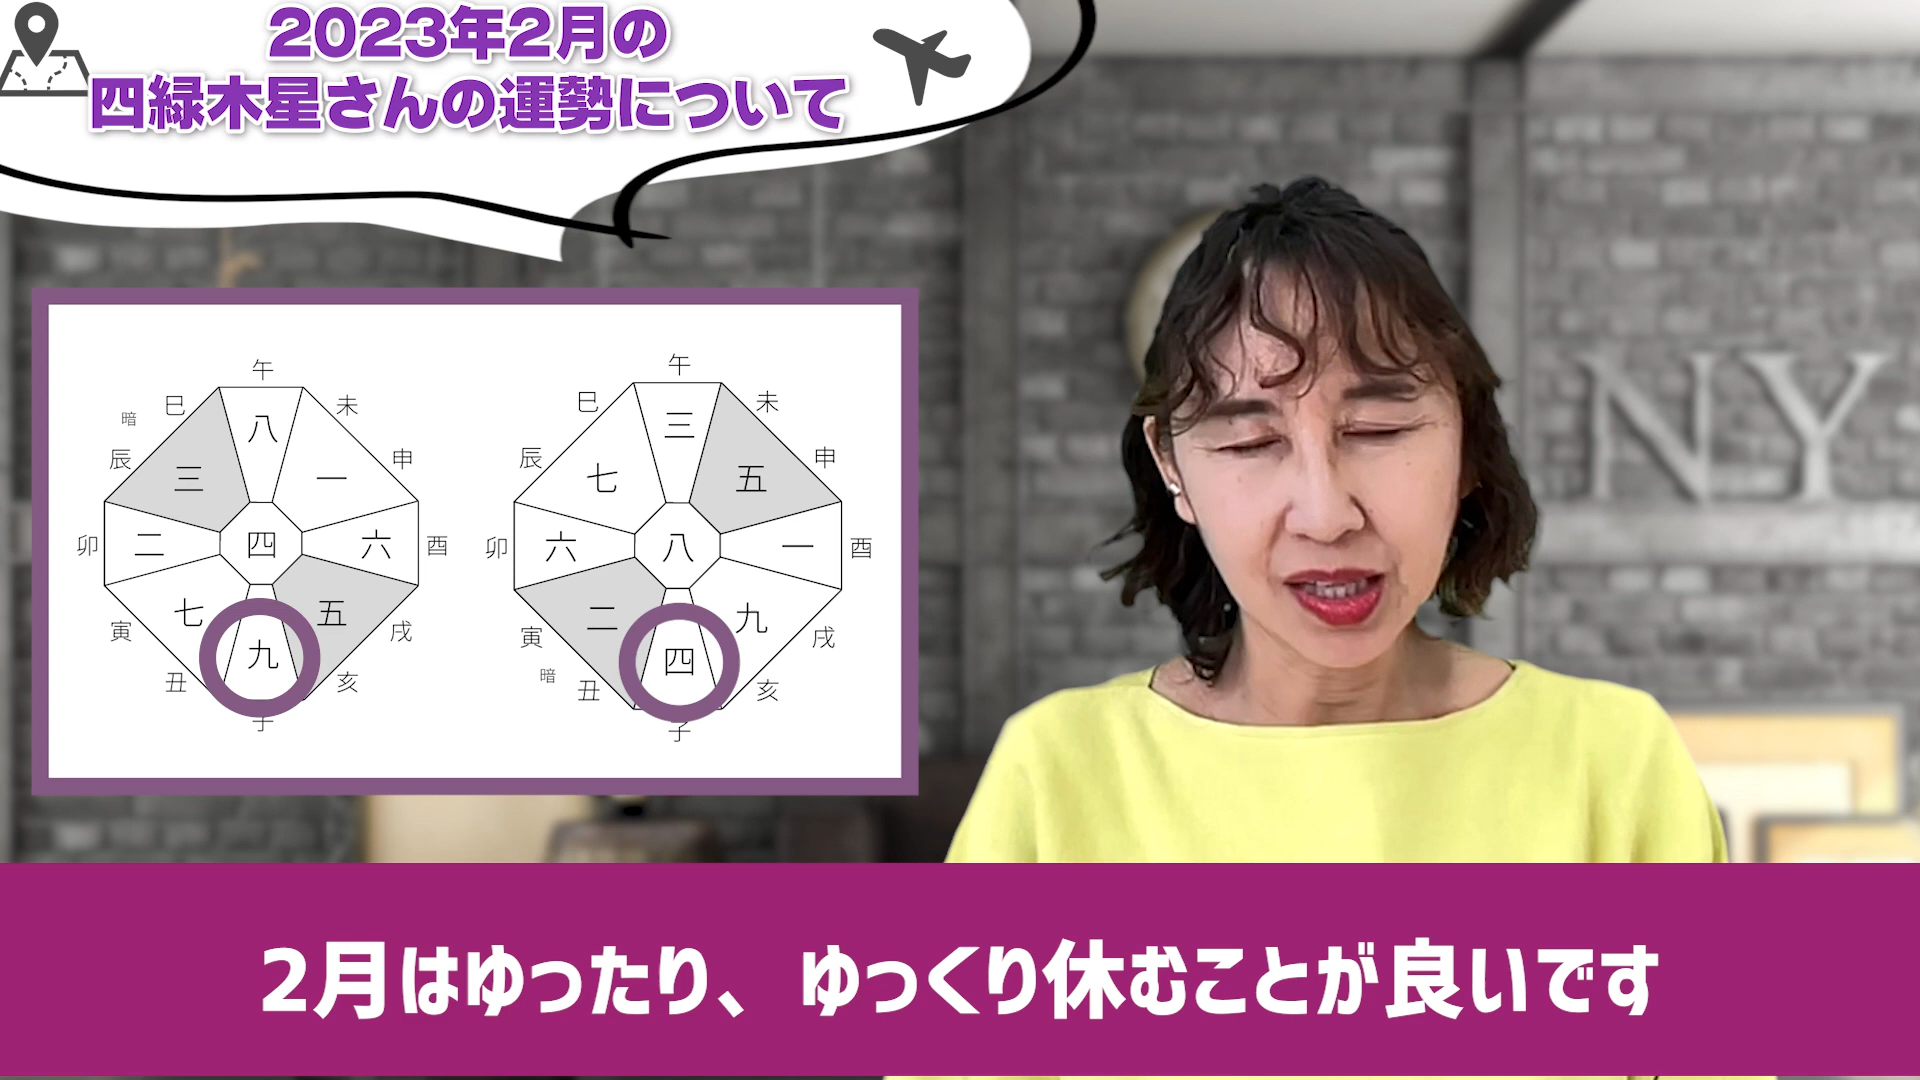 2023年2月の
四緑木星さんの運勢について
NY
午
巳
未
暗
辰
申
八
三
一
卯
二
四
六
酉
七
五
寅
九
戌
丑
亥
子
午
巳
未
辰
申
三
七
五
卯
六
八
一
酉
二
九
寅
四
戌
暗
丑
亥
子
2月はゆったり、ゆっくり休むことが良いです